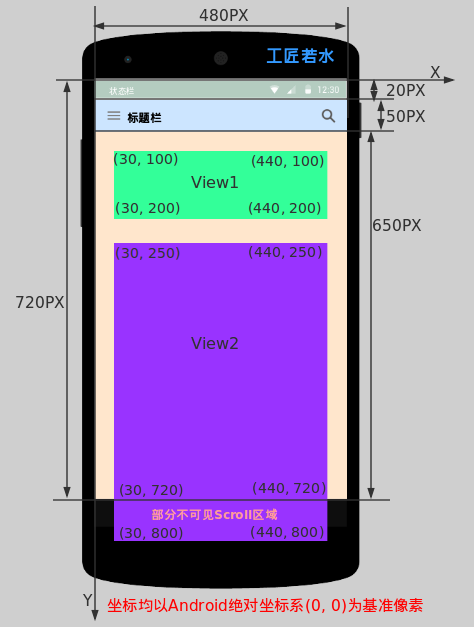 480PX
工匠若水
X
状态栏 12:30
20PX
标题栏
50PX
(30, 100) (440, 100)
View1
(30, 200) (440, 200)
650PX
(30, 250) (440, 250)
720PX
View2
(30, 720) (440, 720)
部分不可见Scroll区域
(30, 800) (440, 800)
Y
坐标均以Android绝对坐标系(0, 0)为基准像素